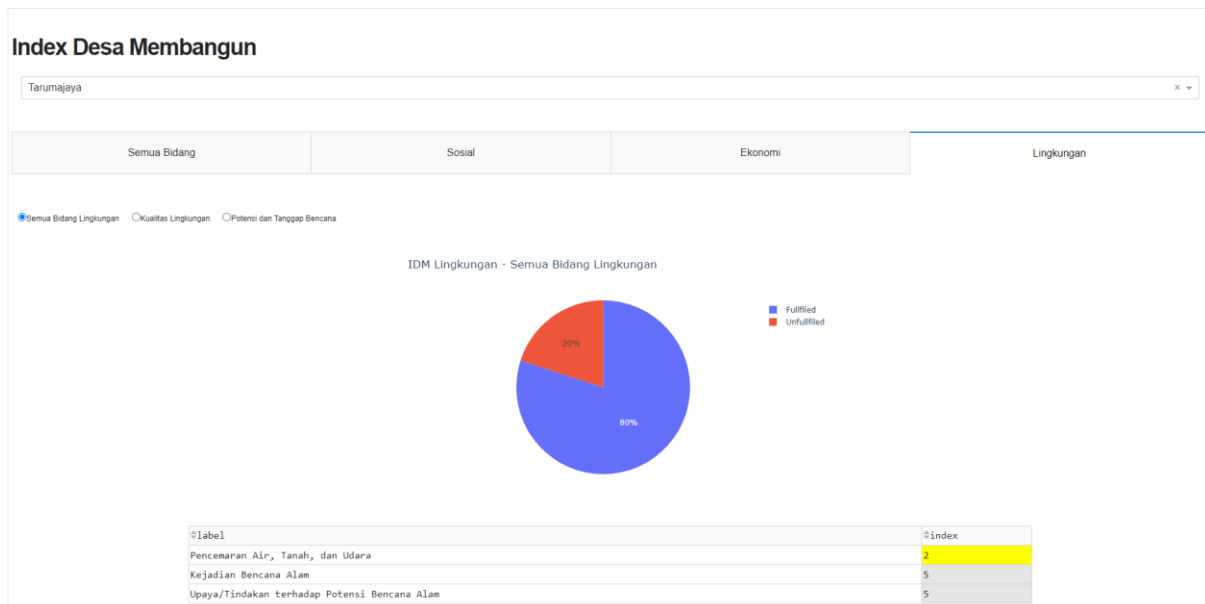 Index Desa Membangun
Tarumajaya
Semua Bidang Sosial Ekonomi Lingkungan
Semua Bidang Lingkungan Kualitas Lingkungan Potensi dan Tanggap Bencana
IDM Lingkungan - Semua Bidang Lingkungan
Fullfiled
Unfullfiled
20%
80%
label index
Pencemaran Air, Tanah, dan Udara 2
Kejadian Bencana Alam 5
Upaya/Tindakan terhadap Potensi Bencana Alam 5